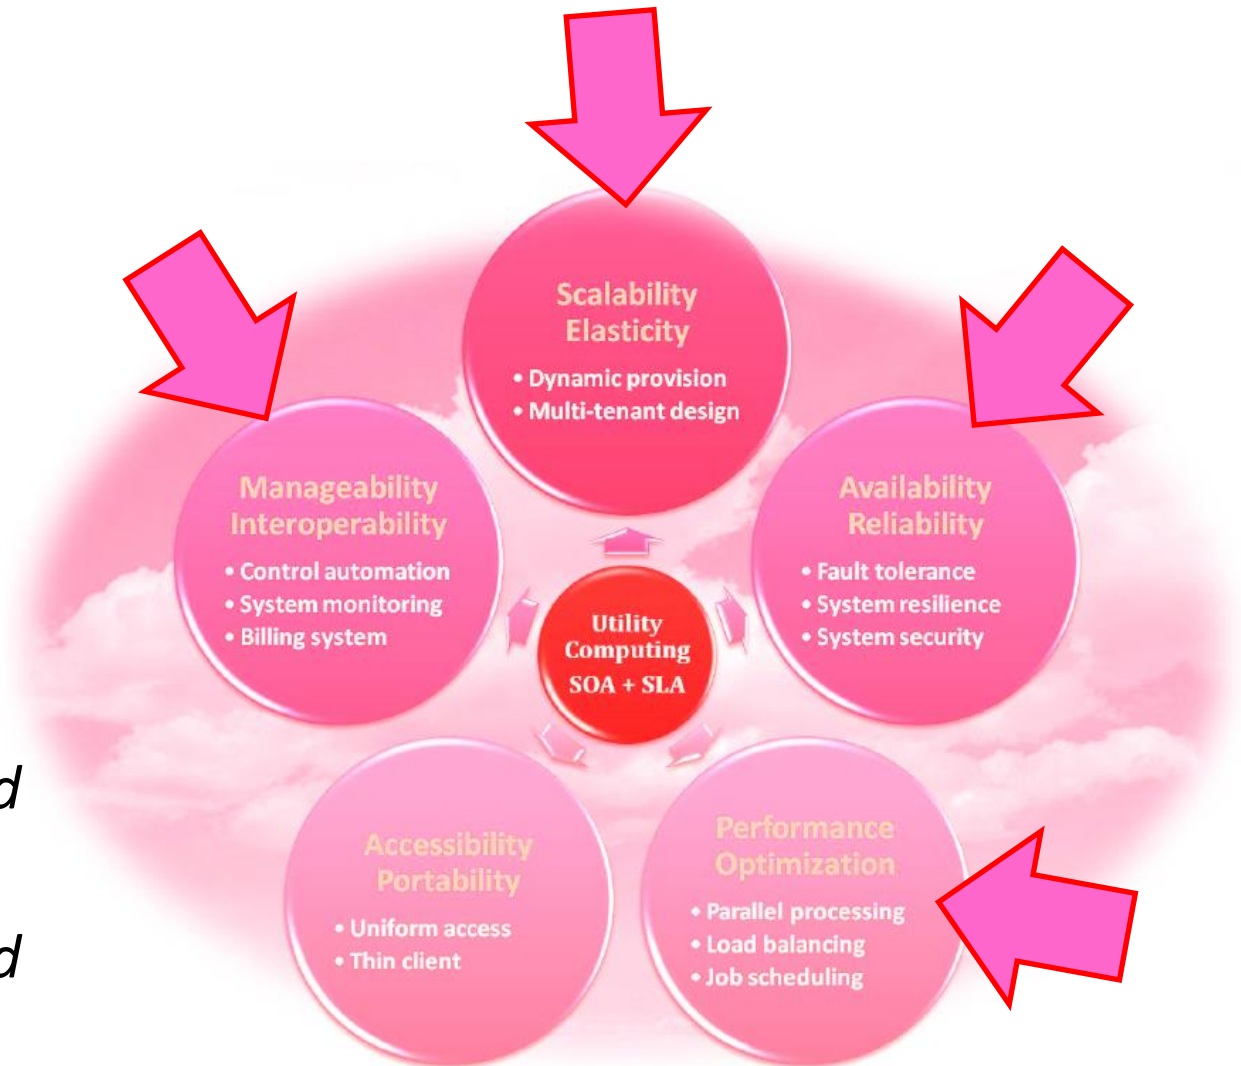 Scalability
Elasticity
• Dynamic provision
• Multi-tenant design
Manageability
Interoperability
• Control automation
• System monitoring
• Billing system
Availability
Reliability
• Fault tolerance
• System resilience
• System security
Utility
Computing
SOA + SLA
Accessibility
Portability
• Uniform access
• Thin client
Performance
Optimization
• Parallel processing
• Load balancing
• Job scheduling
d
d